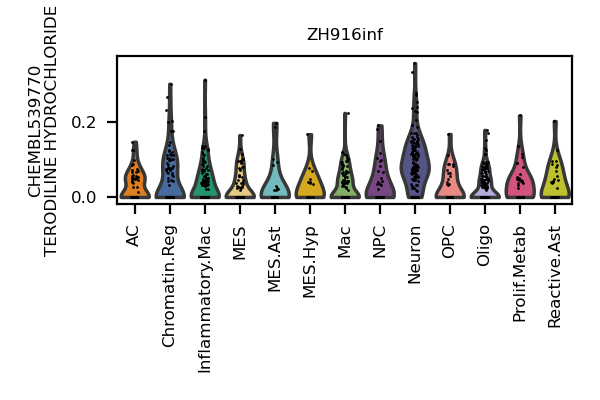 ZH916inf
CHEMBL539770
TERODILINE HYDROCHLORIDE
0.2
0.0
AC
Chromatin.Reg
Inflammatory.Mac
MES
MES.Ast
MES.Hyp
Mac
NPC
Neuron
OPC
Oligo
Prolif.Metab
Reactive.Ast